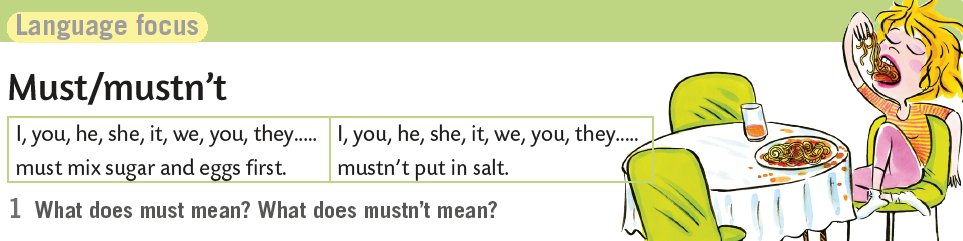 Language focus
Must/mustn't
I, you, he, she, it, we, you, they.....
must mix sugar and eggs first.
I, you, he, she, it, we, you, they.....
mustn't put in salt.
1 What does must mean? What does mustn't mean?